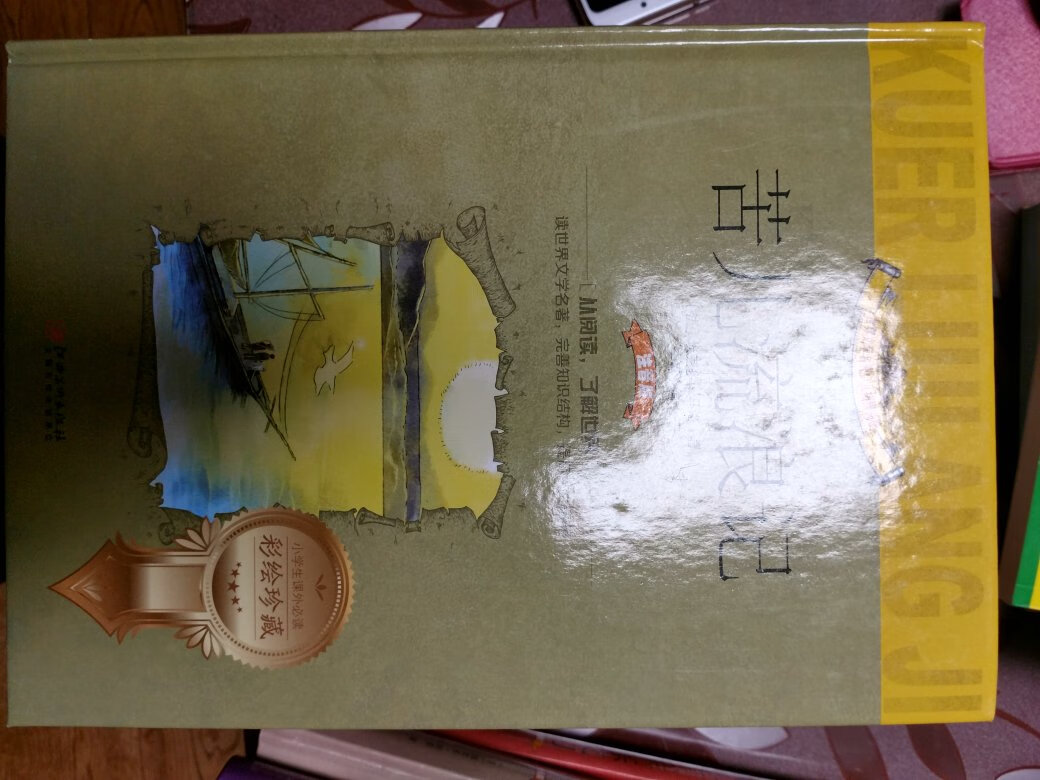 KUER LIULANG JI
苦儿流浪记
从阅读，了解世
读世界文学名著，完善知识结构，
小学生课外必读
彩绘珍藏